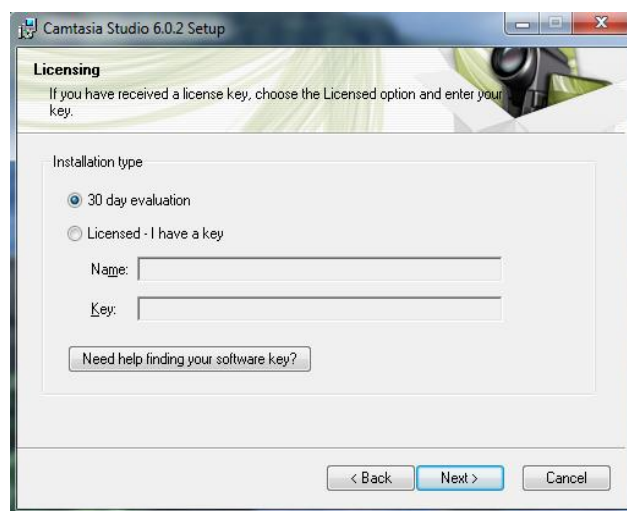 Camtasia Studio 6.0.2 Setup
Licensing
If you have received a license key, choose the Licensed option and enter your
key.
Installation type
30 day evaluation
Licensed - I have a key
Name:
Key:
Need help finding your software key?
< Back
Next >
Cancel